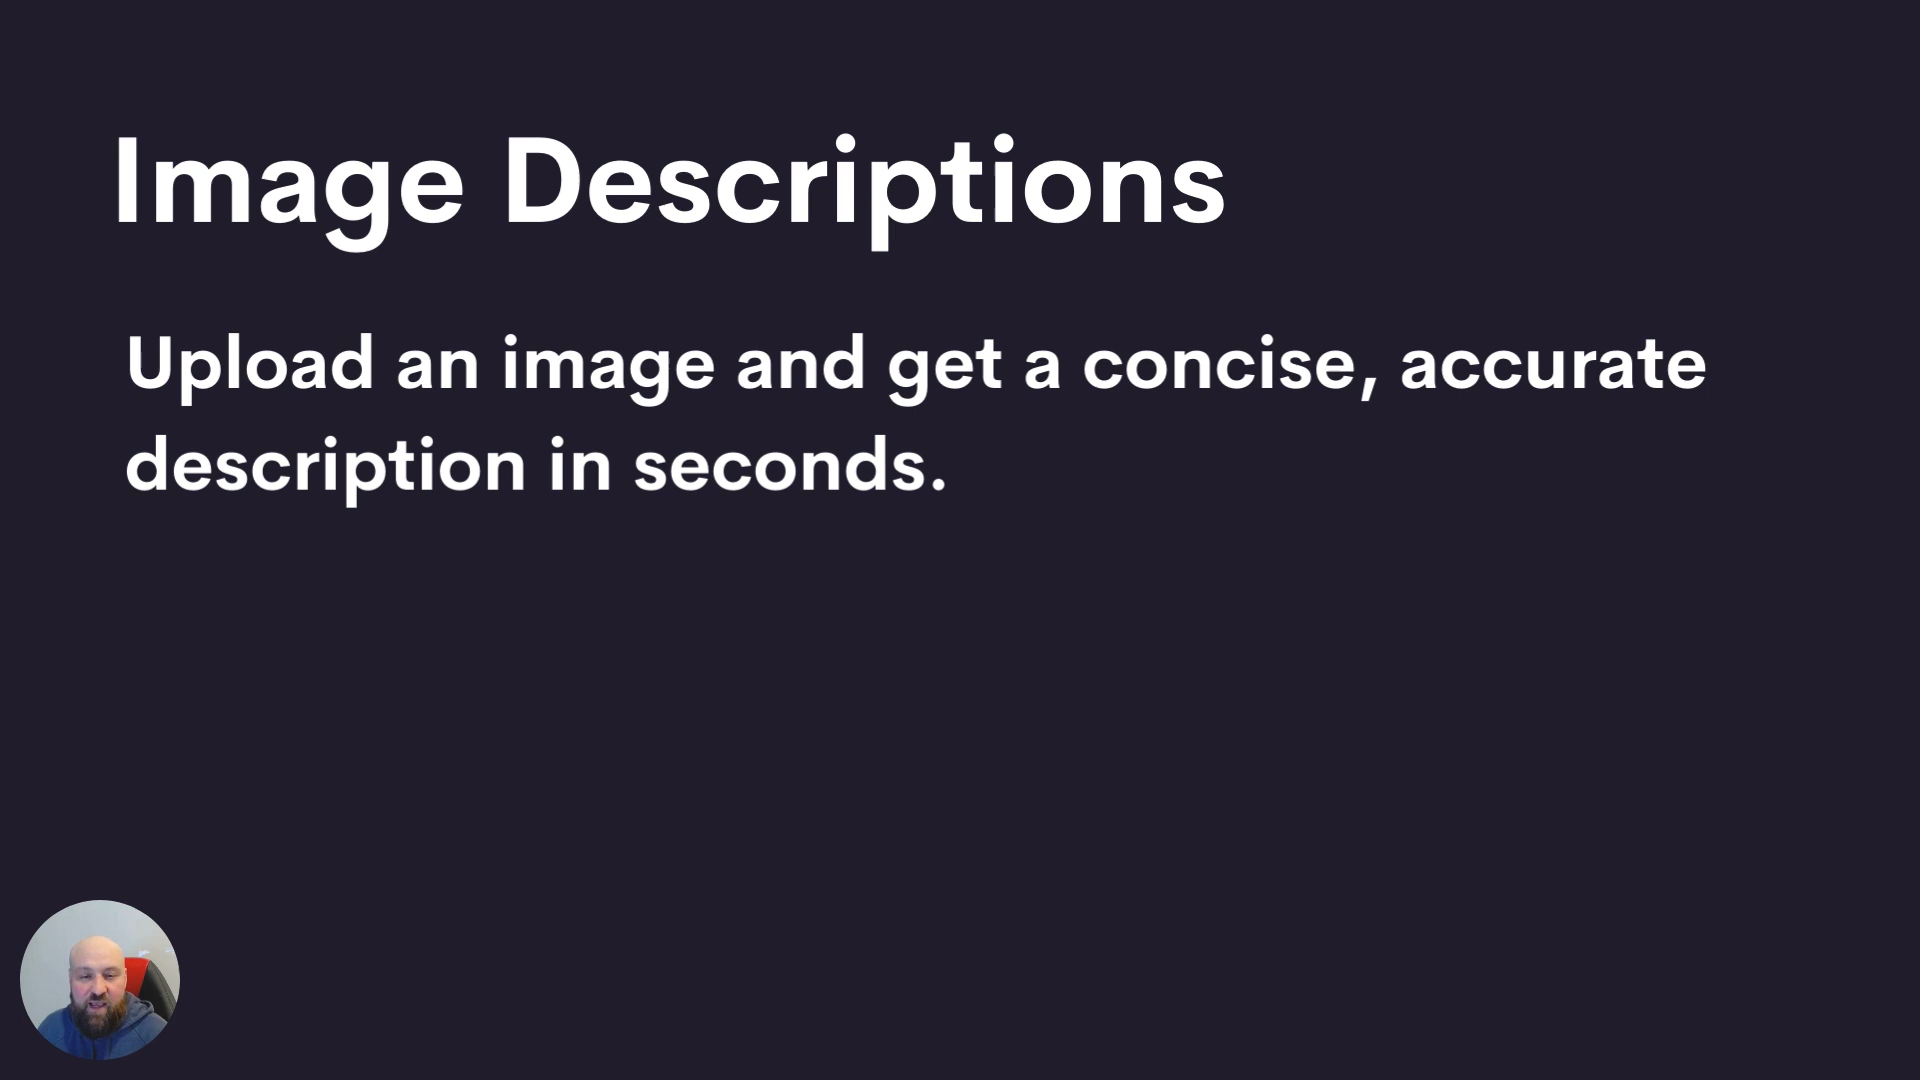 Image Descriptions
Upload an image and get a concise, accurate
description in seconds.